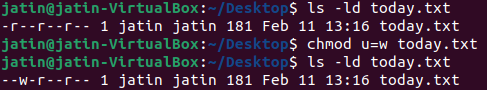 jatin@jatin-VirtualBox:~/Desktop$ ls -ld today.txt
-r--r--r-- 1 jatin jatin 181 Feb 11 13:16 today.txt
jatin@jatin-VirtualBox:~/Desktop$ chmod u=w today.txt
jatin@jatin-VirtualBox:~/Desktop$ ls -ld today.txt
--w-r--r-- 1 jatin jatin 181 Feb 11 13:16 today.txt